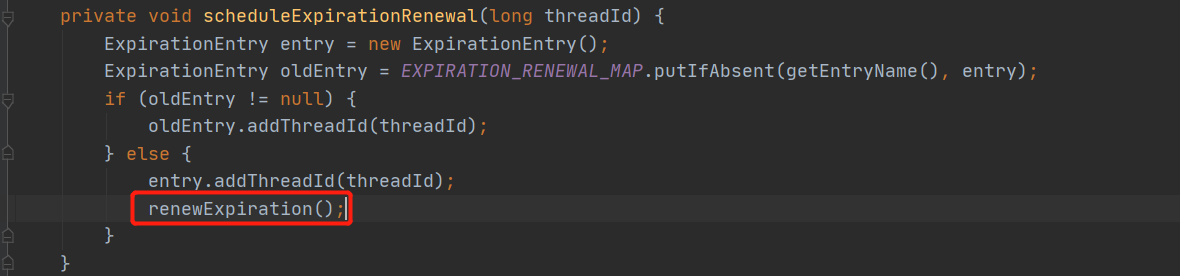 private void scheduleExpirationRenewal(long threadId) {
ExpirationEntry entry = new ExpirationEntry();
ExpirationEntry oldEntry = EXPIRATION_RENEWAL_MAP.putIfAbsent(getEntryName(), entry);
if (oldEntry != null) {
oldEntry.addThreadId(threadId);
} else {
entry.addThreadId(threadId);
renewExpiration();
}
}